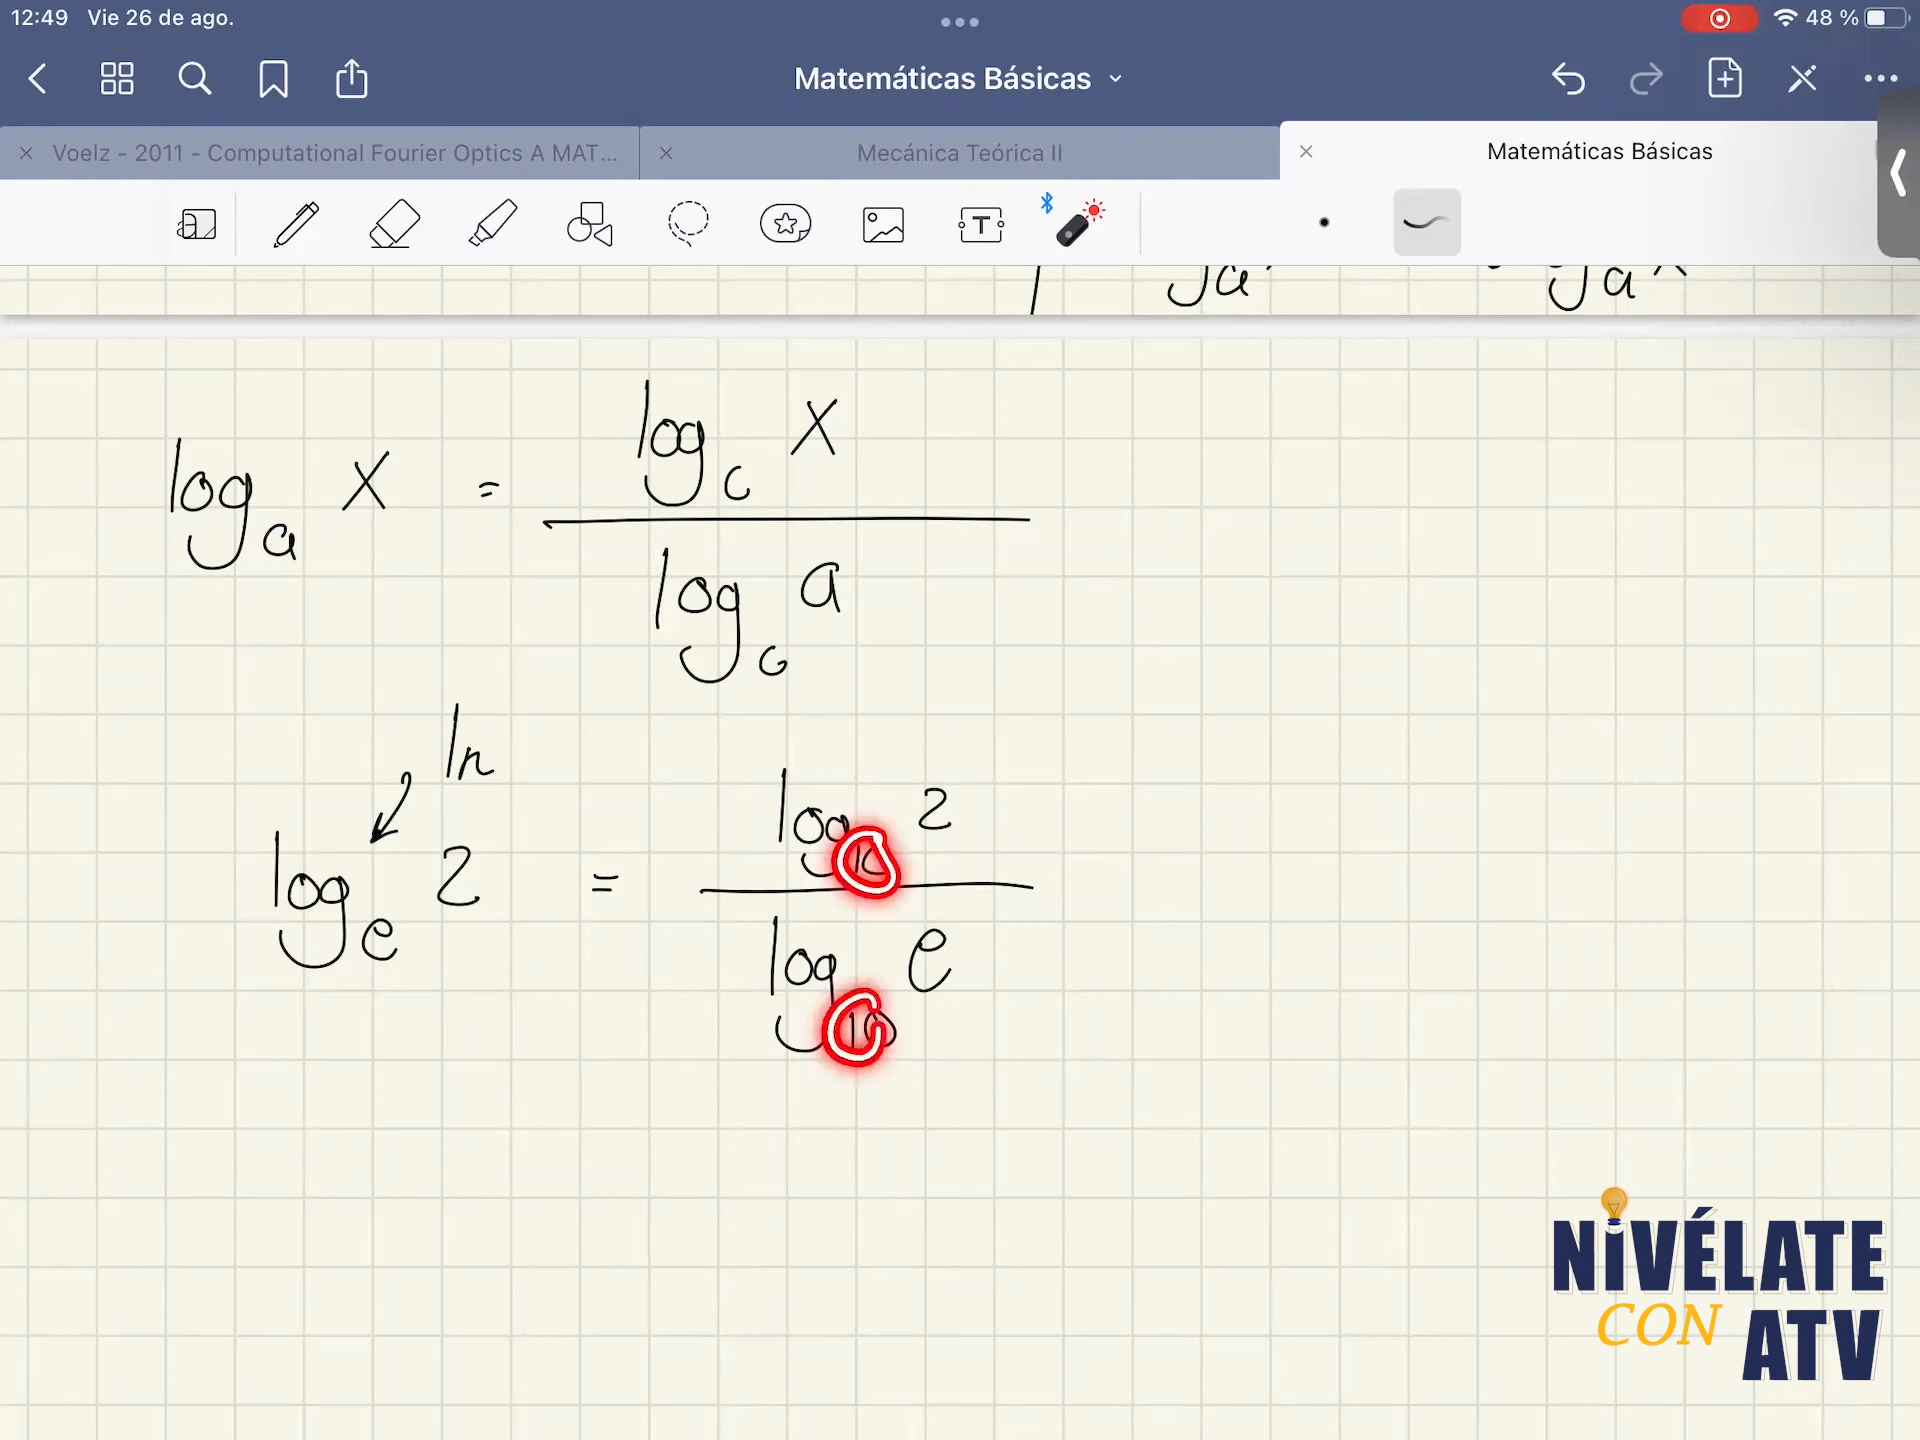 12:49 Vie 26 de ago. 48 %
Matemáticas Básicas
Voelz - 2011 - Computational Fourier Optics A MAT... Mecánica Teórica II Matemáticas Básicas
log_a x = log_c x / log_c a
ln
log_e 2 = log_10 2 / log_10 e
NIVÉLATE
CON
ATV